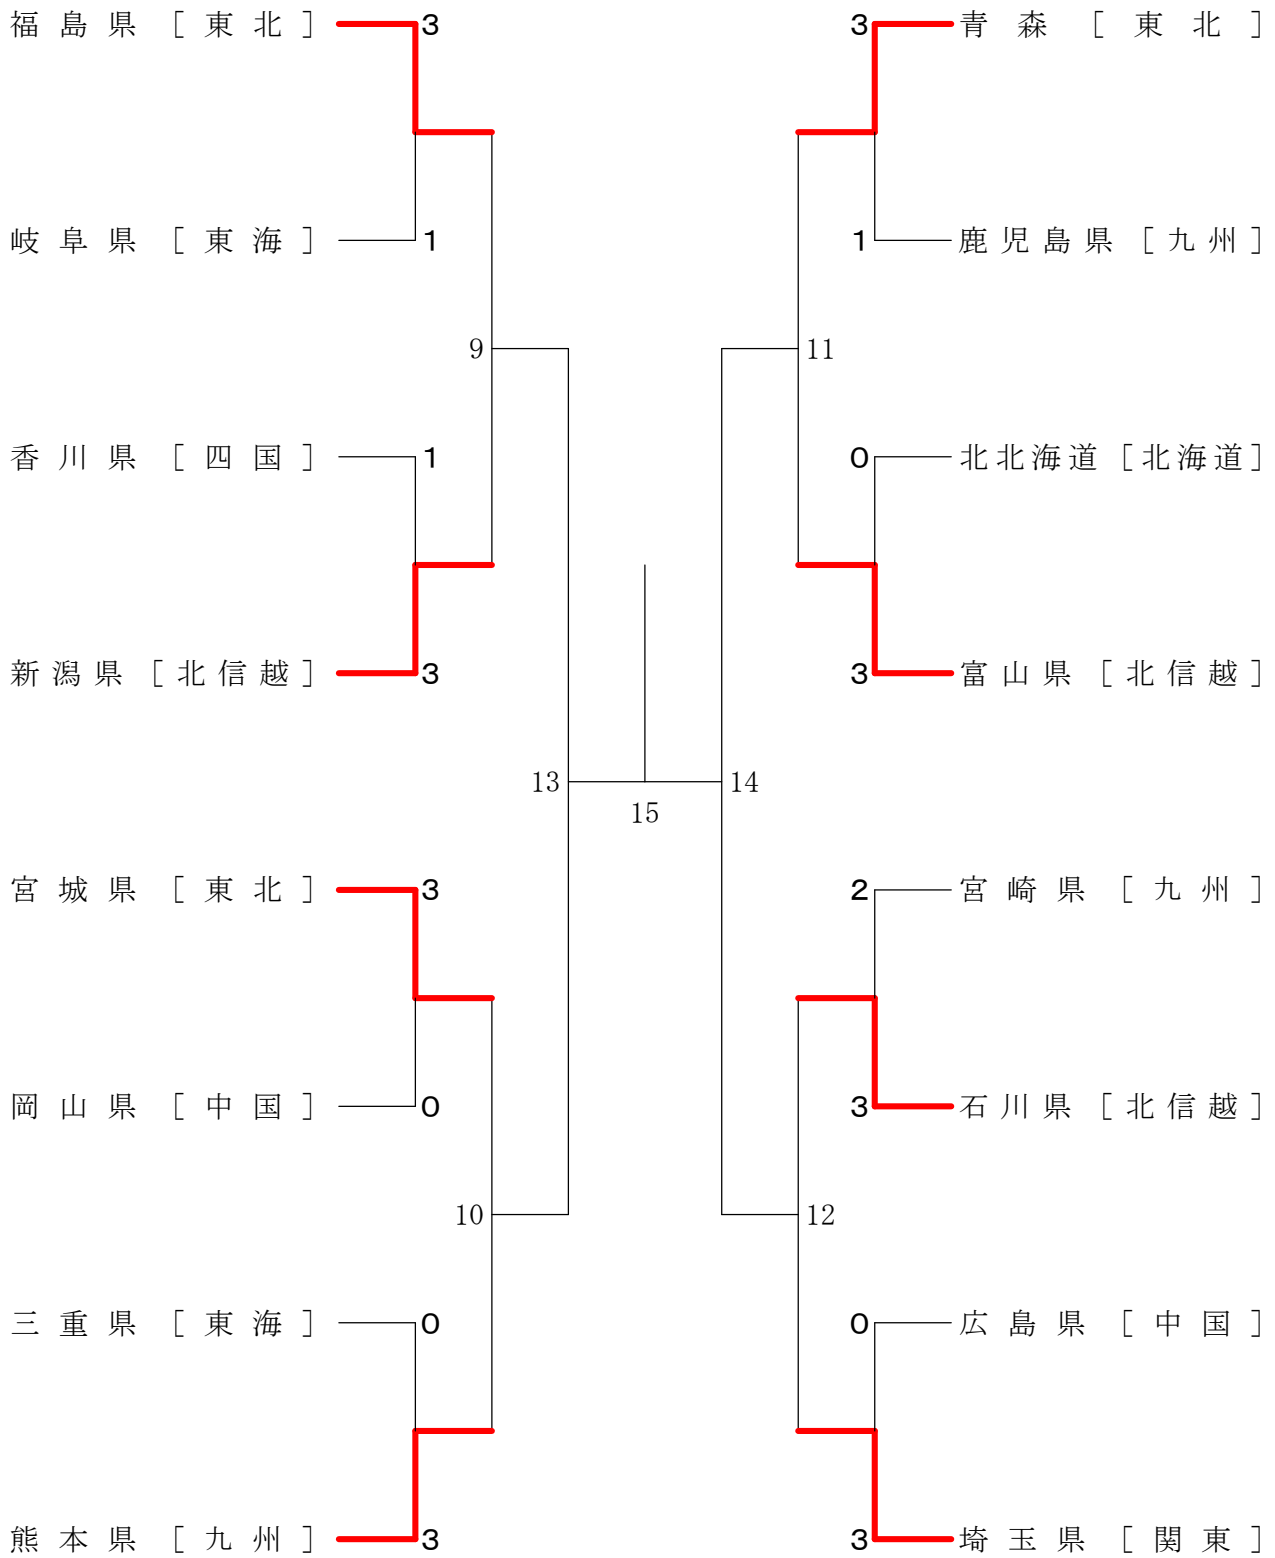 福島県［東北］ 3
岐阜県［東海］ 1
9
香川県［四国］ 1
新潟県［北信越］ 3
13
宮城県［東北］ 3
岡山県［中国］ 0
10
三重県［東海］ 0
熊本県［九州］ 3
15
3 青森［東北］
1 鹿児島県［九州］
11
0 北北海道［北海道］
3 富山県［北信越］
14
2 宮崎県［九州］
3 石川県［北信越］
12
0 広島県［中国］
3 埼玉県［関東］